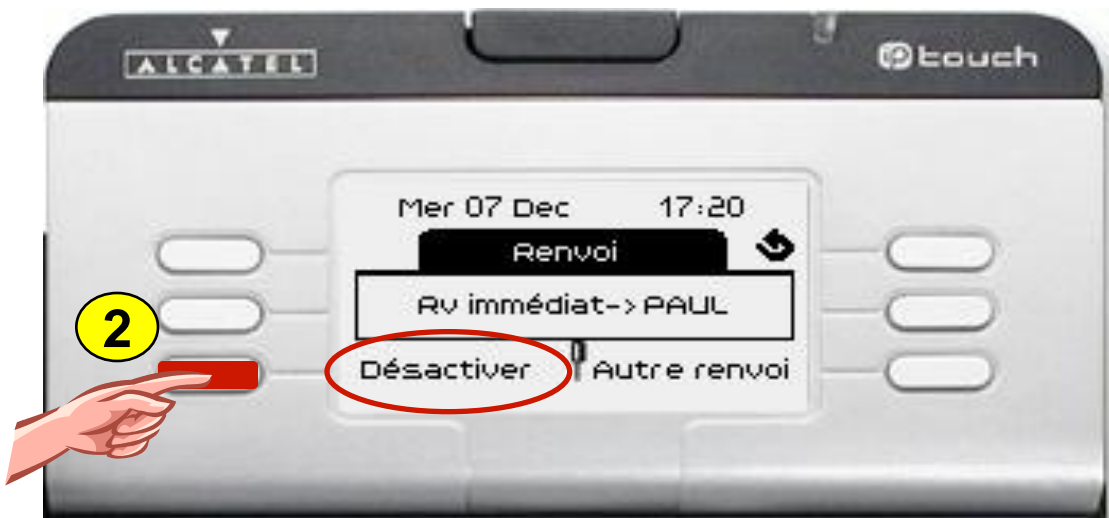 ALCATEL
touch
Mer 07 Dec 17:20
Renvoi
Rv immédiat->PAUL
2
Désactiver Autre renvoi